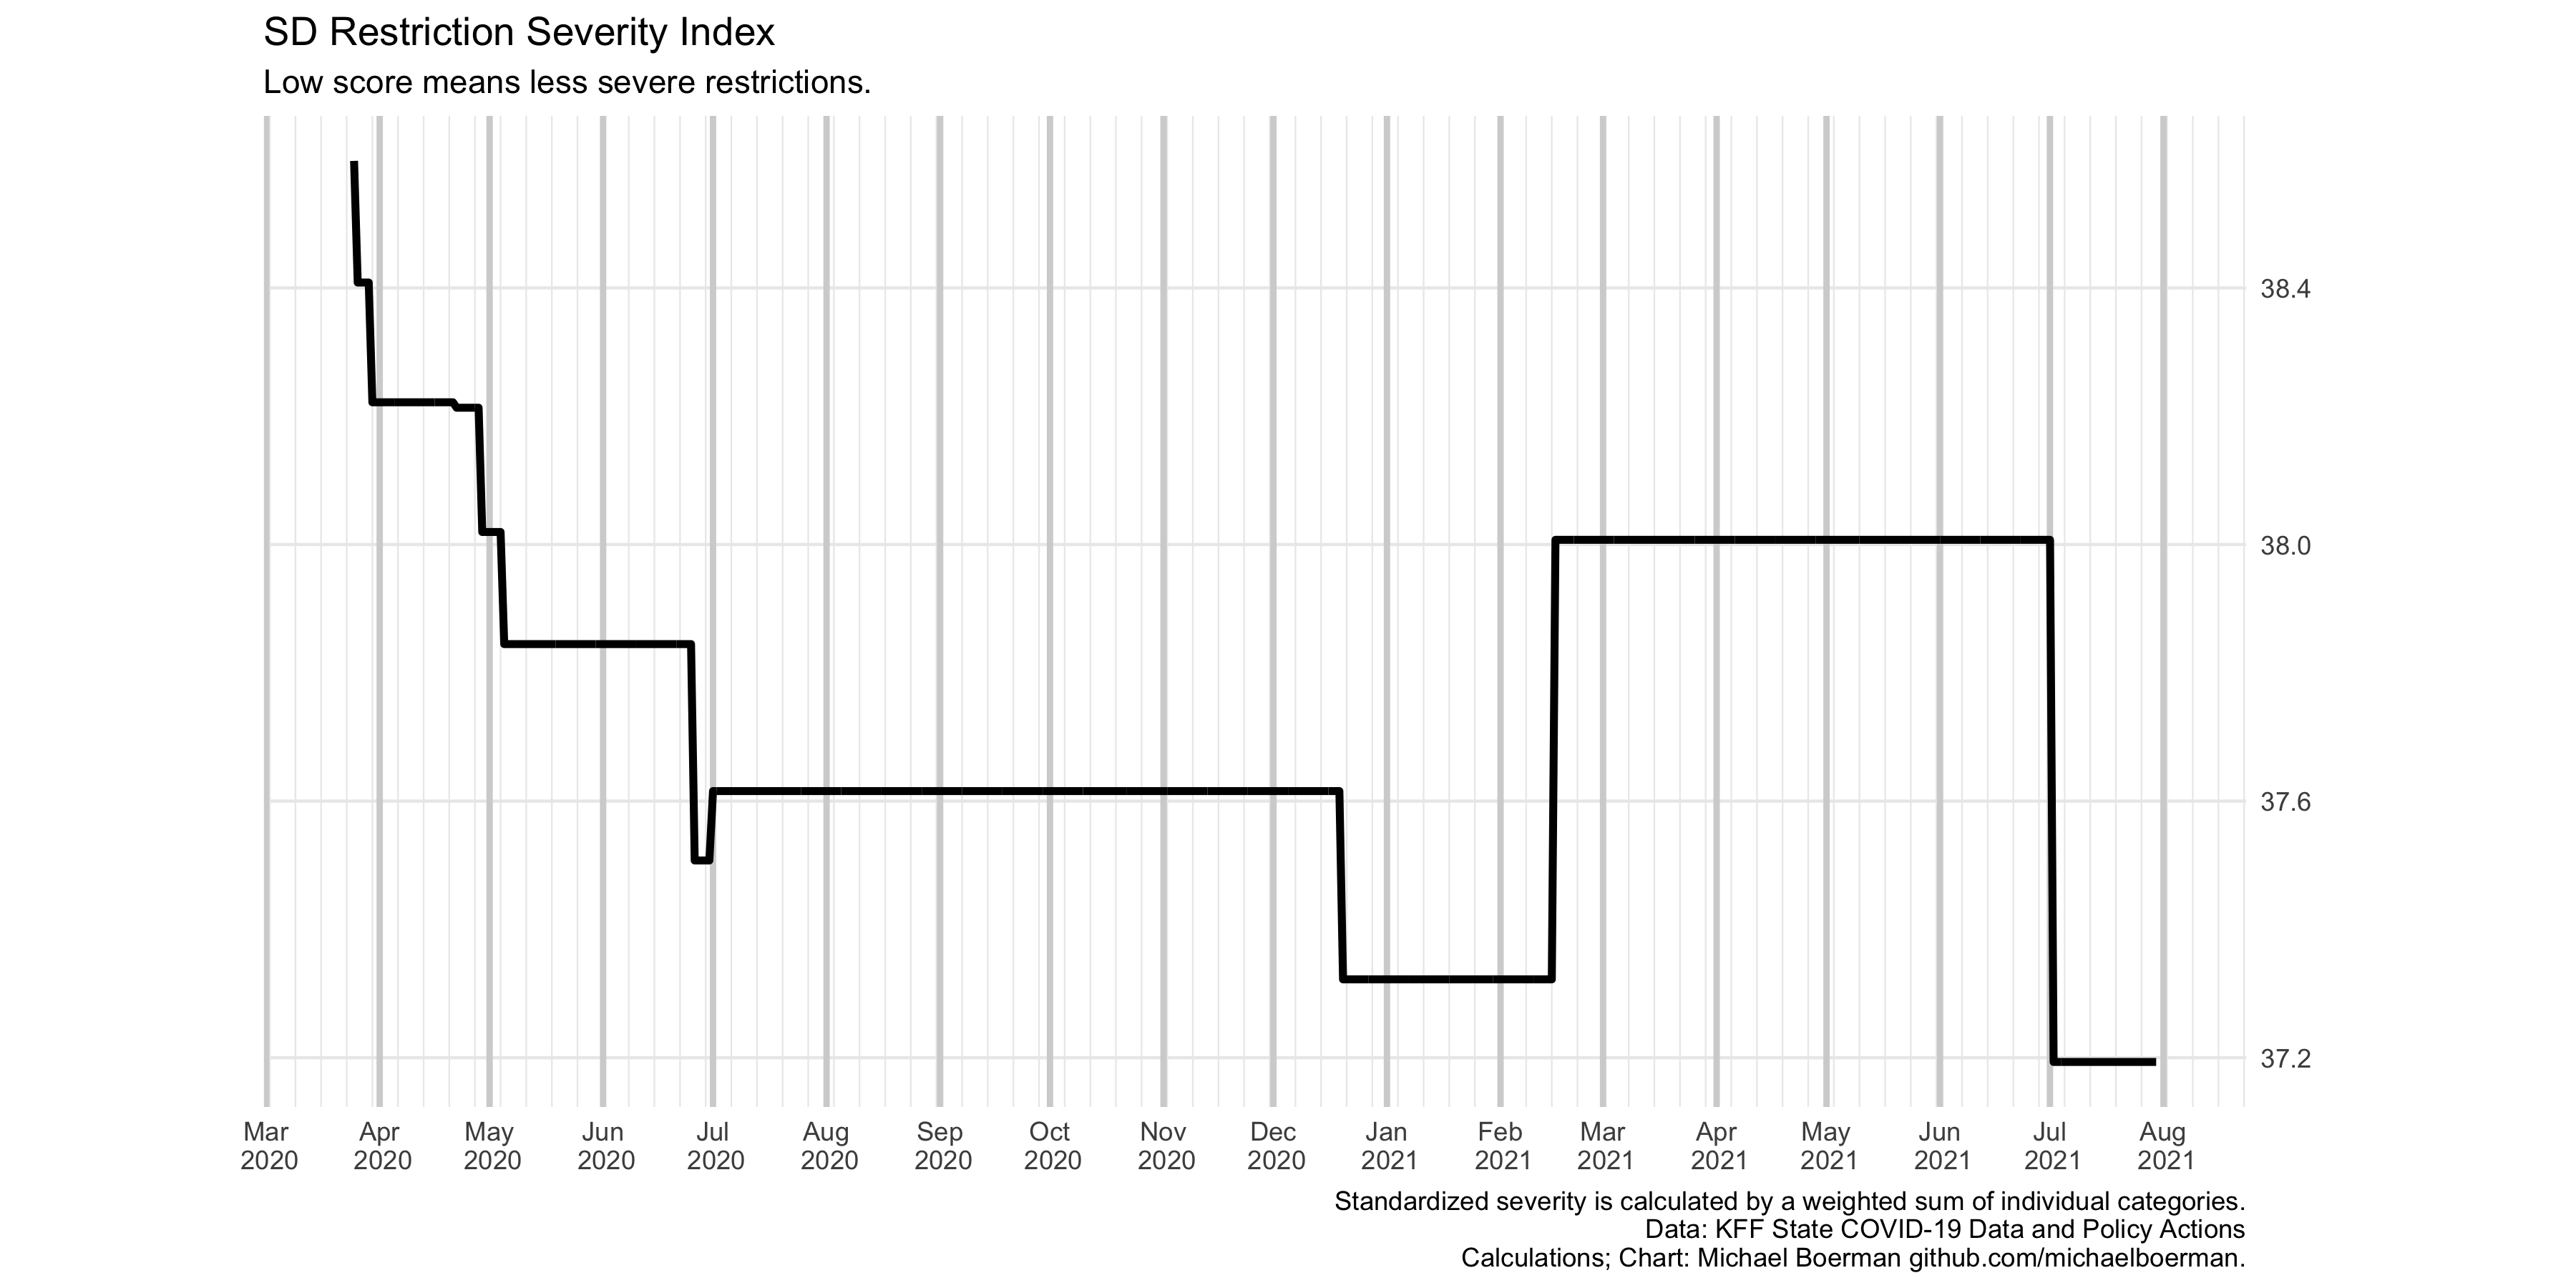 SD Restriction Severity Index
Low score means less severe restrictions.
38.4
38.0
37.6
37.2
Mar Apr May Jun Jul Aug Sep Oct Nov Dec Jan Feb Mar Apr May Jun Jul Aug
2020 2020 2020 2020 2020 2020 2020 2020 2020 2020 2021 2021 2021 2021 2021 2021 2021 2021
Standardized severity is calculated by a weighted sum of individual categories.
Data: KFF State COVID-19 Data and Policy Actions
Calculations; Chart: Michael Boerman github.com/michaelboerman.